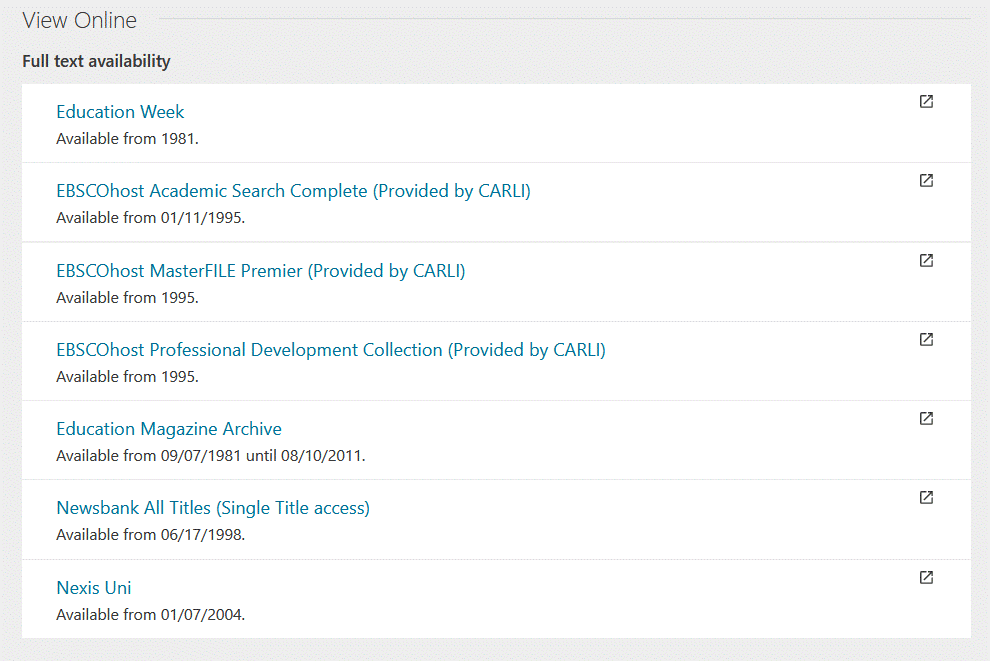 View Online
Full text availability
Education Week
Available from 1981.
EBSCOhost Academic Search Complete (Provided by CARLI)
Available from 01/11/1995.
EBSCOhost MasterFILE Premier (Provided by CARLI)
Available from 1995.
EBSCOhost Professional Development Collection (Provided by CARLI)
Available from 1995.
Education Magazine Archive
Available from 09/07/1981 until 08/10/2011.
Newsbank All Titles (Single Title access)
Available from 06/17/1998.
Nexis Uni
Available from 01/07/2004.